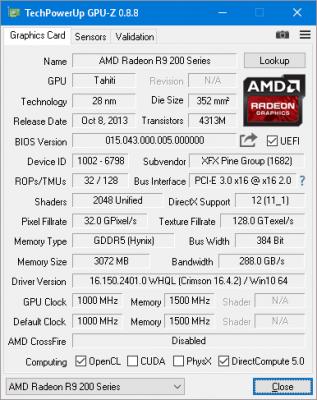 TechPowerUp GPU-Z 0.8.8
Graphics Card Sensors Validation
Name AMD Radeon R9 200 Series Lookup
GPU Tahiti Revision N/A
AMD
Technology 28 nm Die Size 352 mm²
RADEON
GRAPHICS
Release Date Oct 8, 2013 Transistors 4313M
BIOS Version 015.043.000.005.000000 UEFI
Device ID 1002 - 6798 Subvendor XFX Pine Group (1682)
ROPs/TMUs 32 / 128 Bus Interface PCI-E 3.0 x16 @ x16 2.0 ?
Shaders 2048 Unified DirectX Support 12 (11_1)
Pixel Fillrate 32.0 GPixel/s Texture Fillrate 128.0 GTexel/s
Memory Type GDDR5 (Hynix) Bus Width 384 Bit
Memory Size 3072 MB Bandwidth 288.0 GB/s
Driver Version 16.150.2401.0 WHQL (Crimson 16.4.2) / Win10 64
GPU Clock 1000 MHz Memory 1500 MHz Shader N/A
Default Clock 1000 MHz Memory 1500 MHz Shader N/A
AMD CrossFire Disabled
Computing OpenCL CUDA PhysX DirectCompute 5.0
AMD Radeon R9 200 Series Close